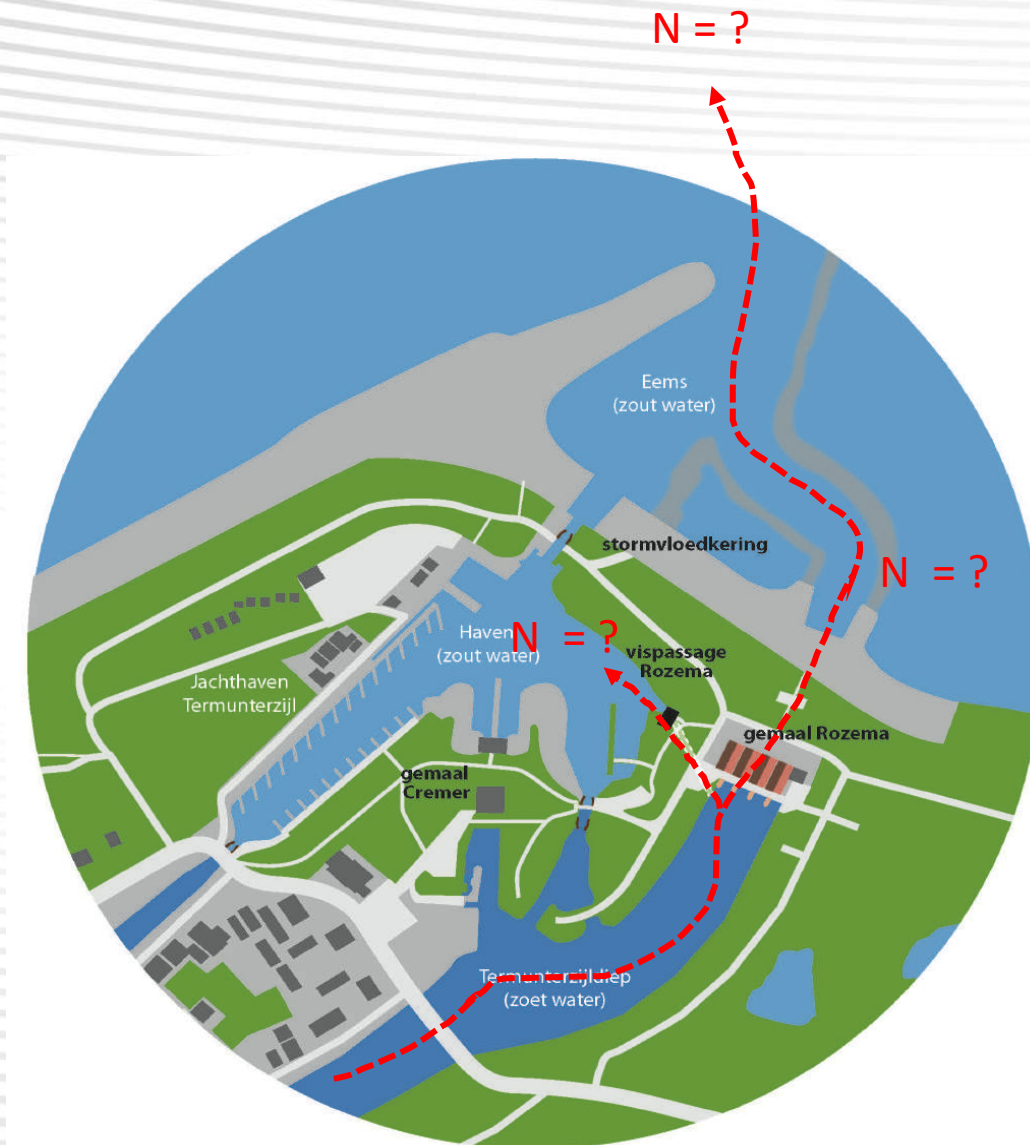 N = ?
Eems
(zout water)
stormvloedkering
N = ?
Haven
(zout water)
N = ?
vispassage
Rozema
Jachthaven
Termunterzijl
gemaal Rozema
gemaal
Cremer
Termunterzijldiep
(zoet water)